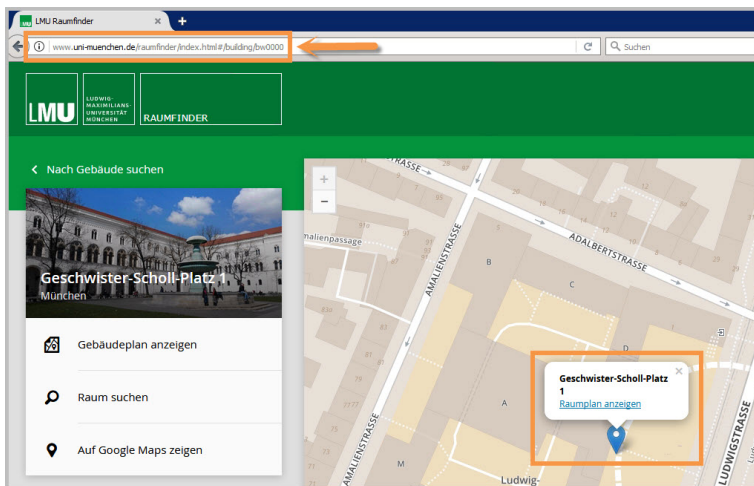 LMU Raumfinder
www.uni-muenchen.de/raumfinder/index.html#/building/bw0000
Suchen
LMU
LUDWIG-
MAXIMILIANS-
UNIVERSITÄT
MÜNCHEN
RAUMFINDER
Nach Gebäude suchen
Geschwister-Scholl-Platz 1
München
Gebäudeplan anzeigen
Raum suchen
Auf Google Maps zeigen
+
−
RASSE
ADALBERTSTRASSE
AMALIENSTRASSE
malienpassage
B
C
D
A
M
Geschwister-Scholl-Platz
1
Raumplan anzeigen
AMALIENSTRASSE
LUDWIGSTRASSE
Ludwig-